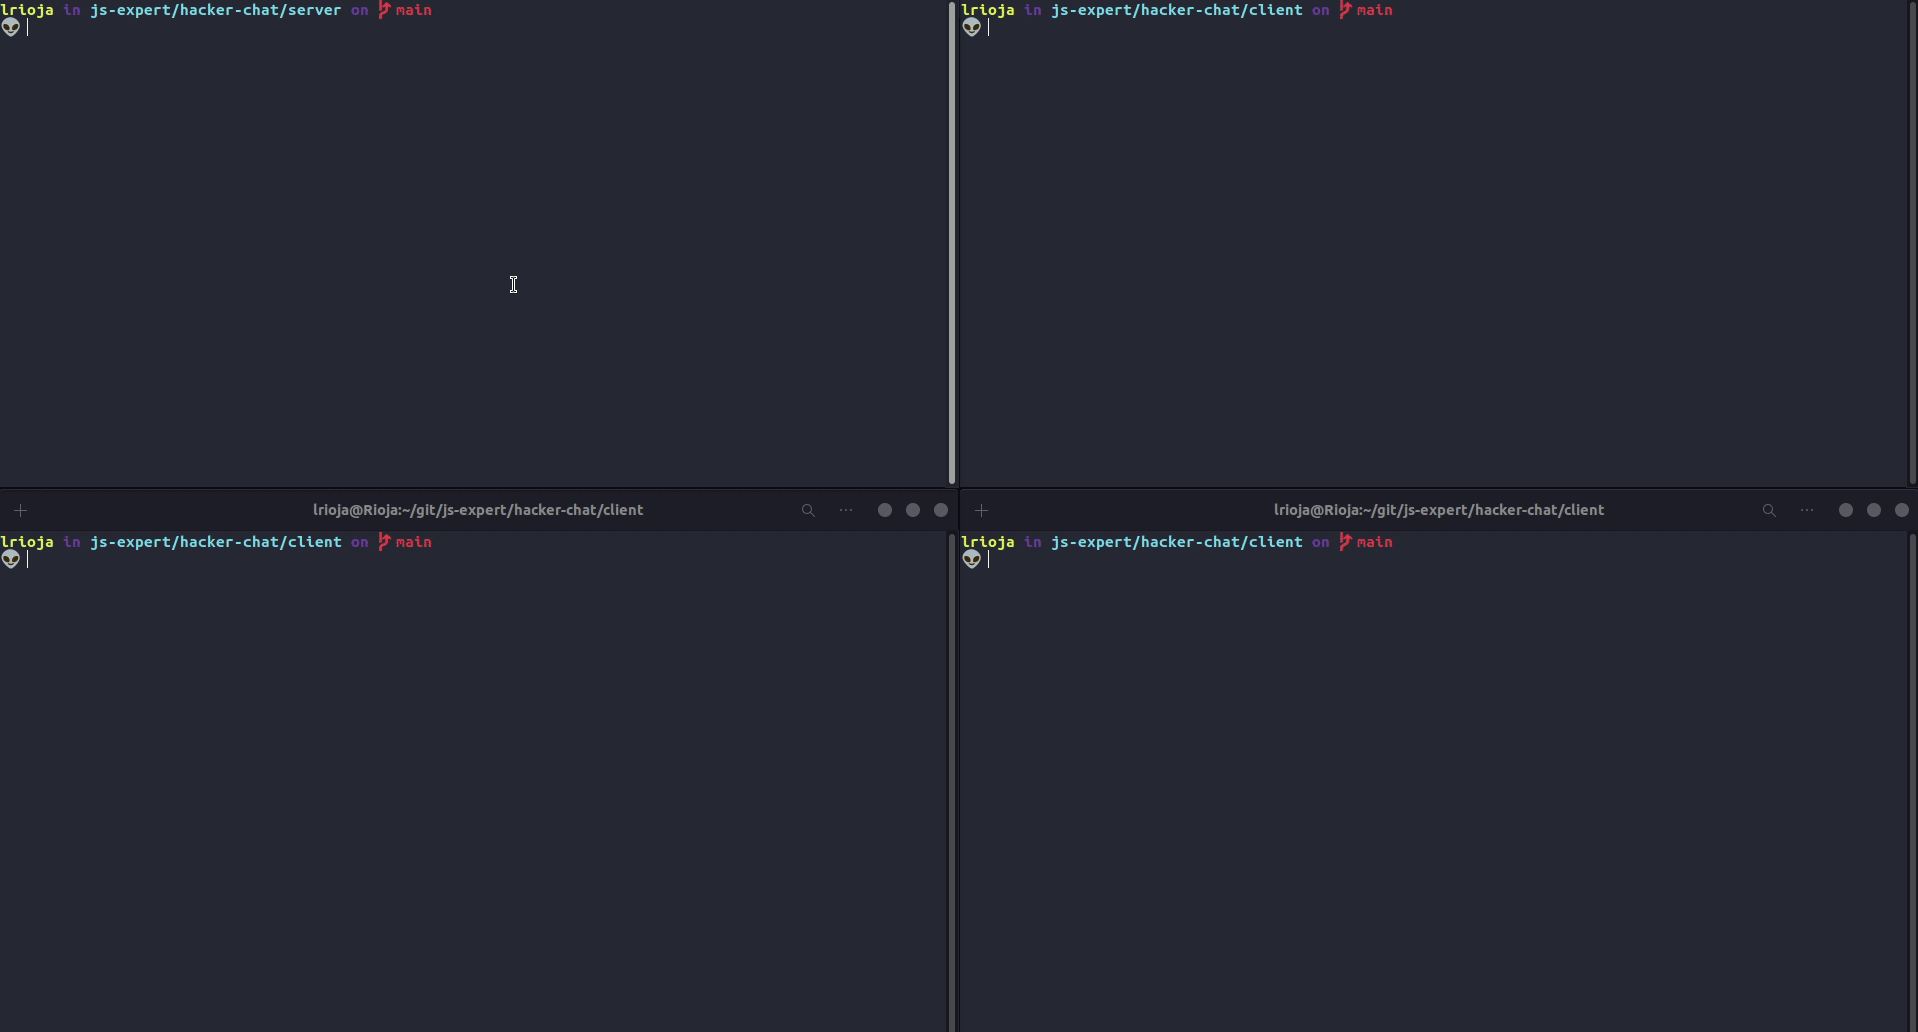 lrioja in js-expert/hacker-chat/server on main
lrioja in js-expert/hacker-chat/client on main
lrioja@Rioja:~/git/js-expert/hacker-chat/client
lrioja@Rioja:~/git/js-expert/hacker-chat/client
lrioja in js-expert/hacker-chat/client on main
lrioja in js-expert/hacker-chat/client on main